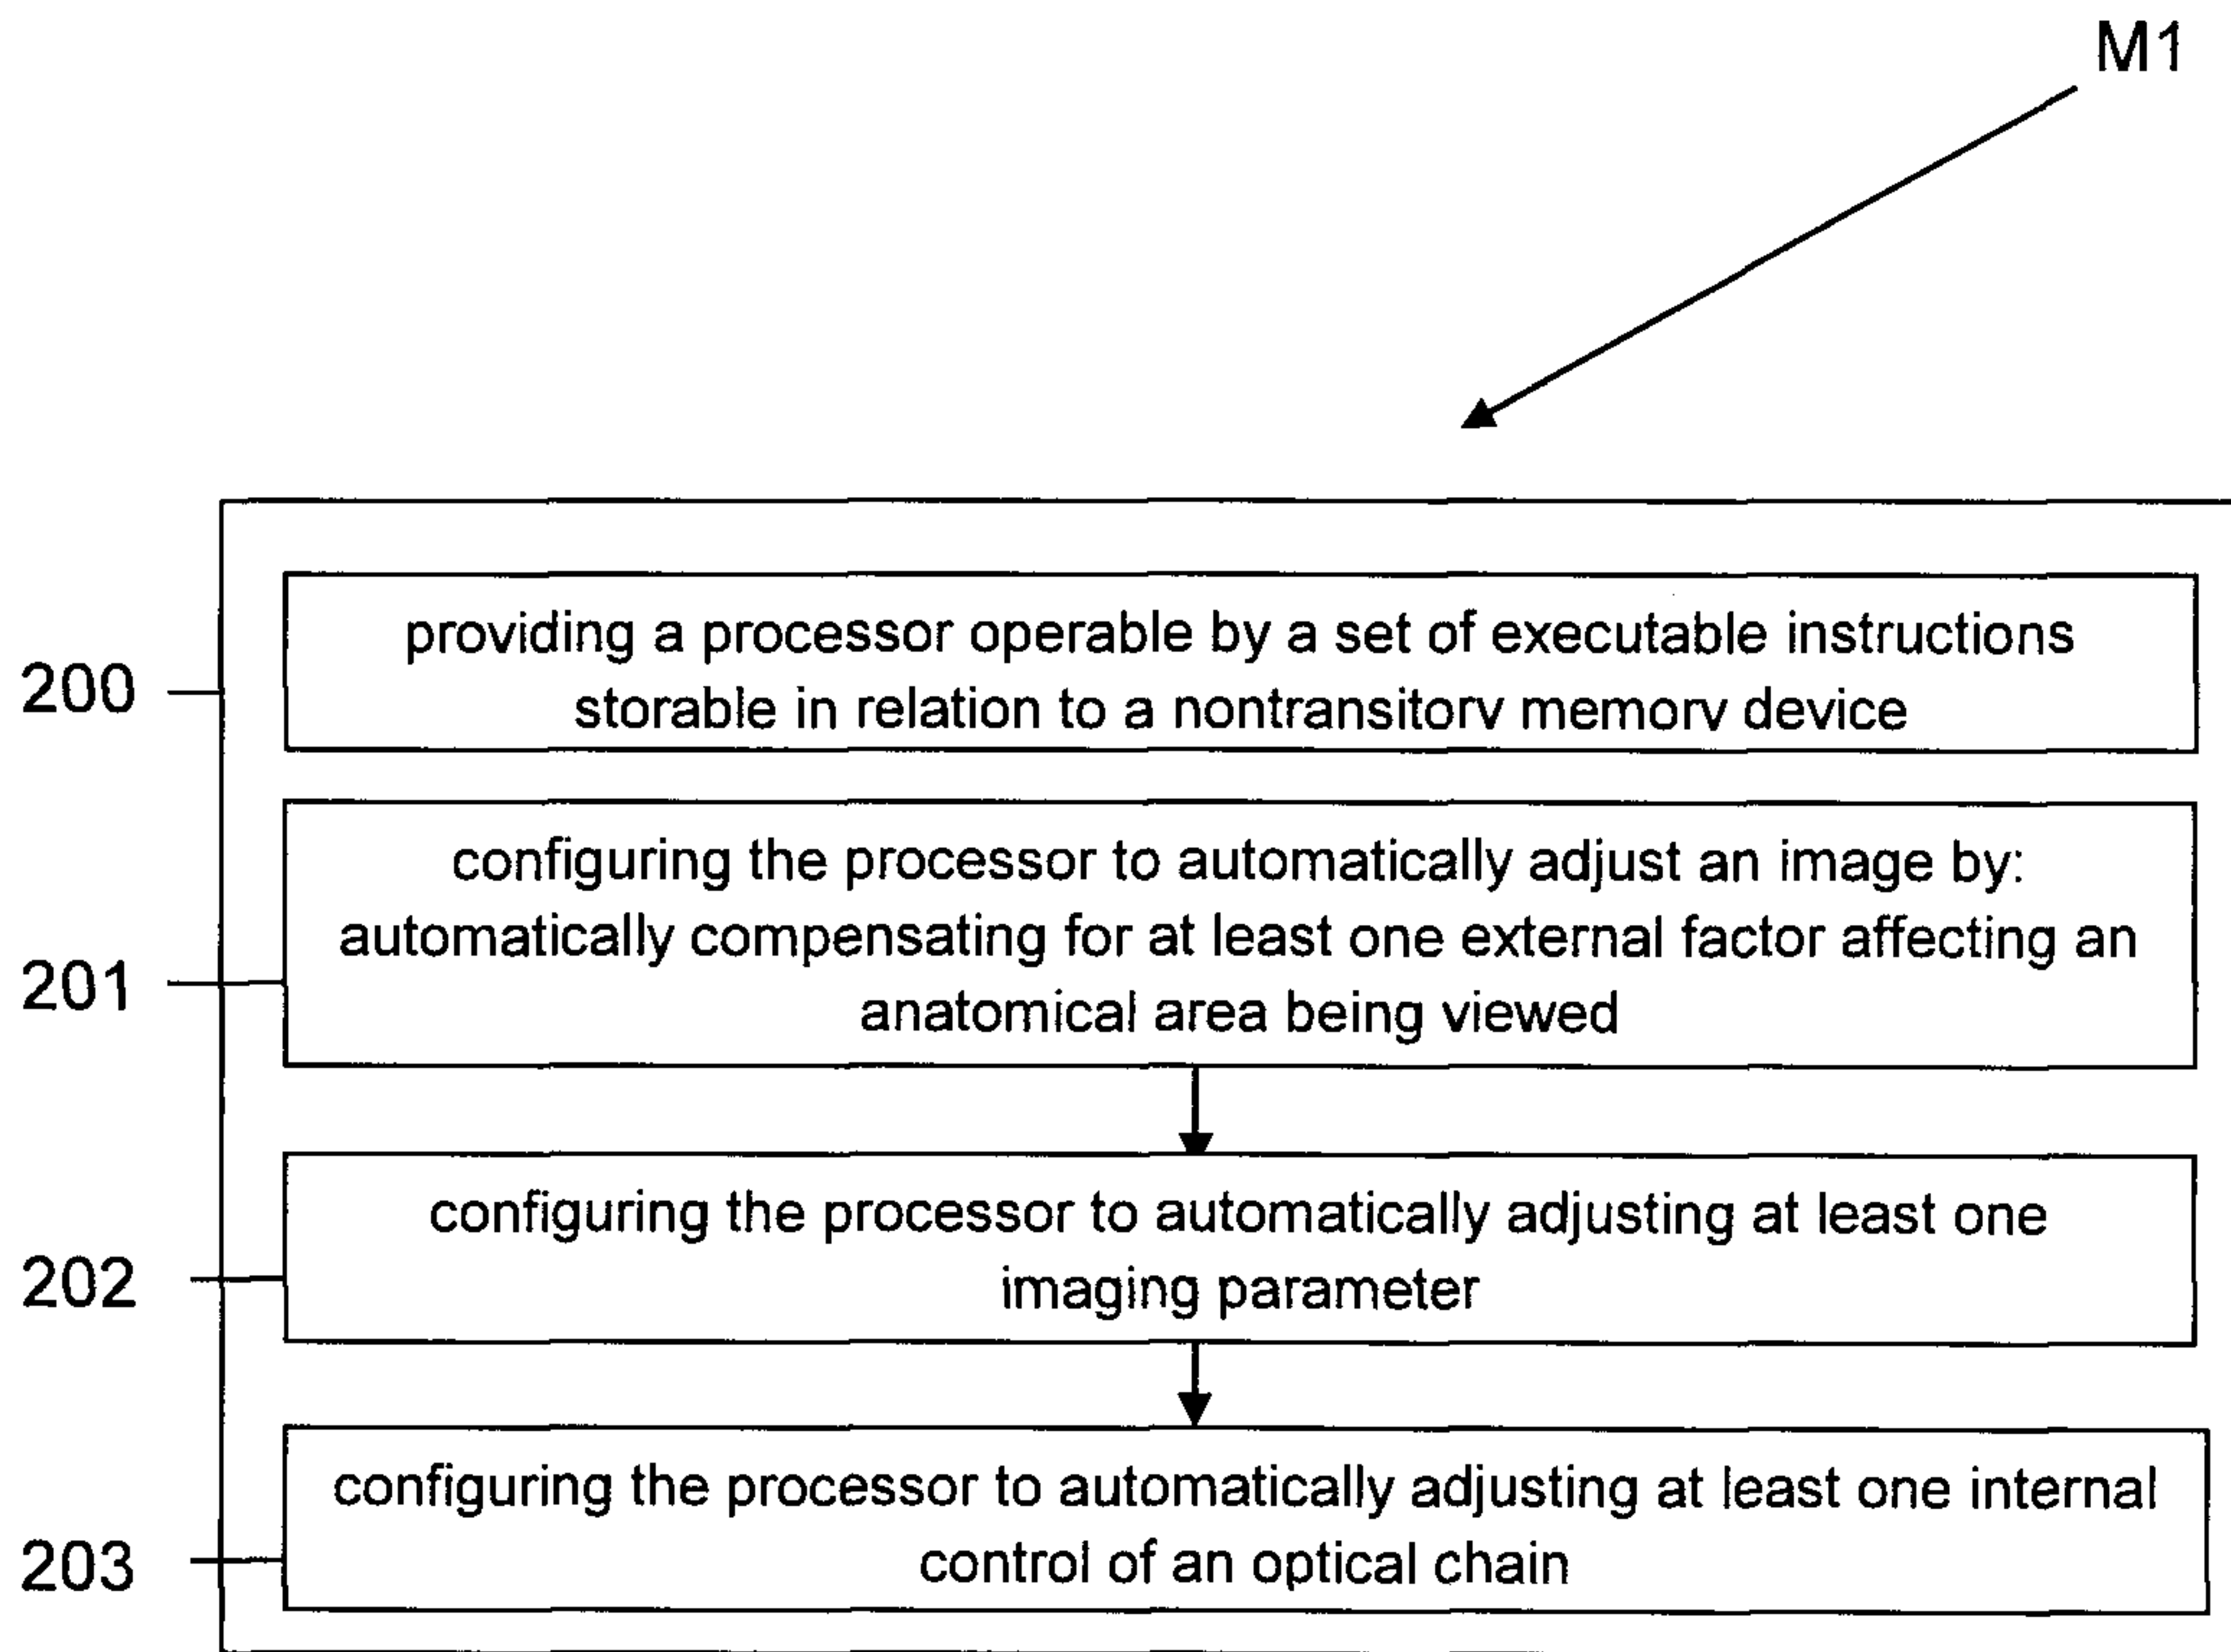 M1
200
providing a processor operable by a set of executable instructions
storable in relation to a nontransitory memory device
201
configuring the processor to automatically adjust an image by:
automatically compensating for at least one external factor affecting an
anatomical area being viewed
202
configuring the processor to automatically adjusting at least one
imaging parameter
203
configuring the processor to automatically adjusting at least one internal
control of an optical chain